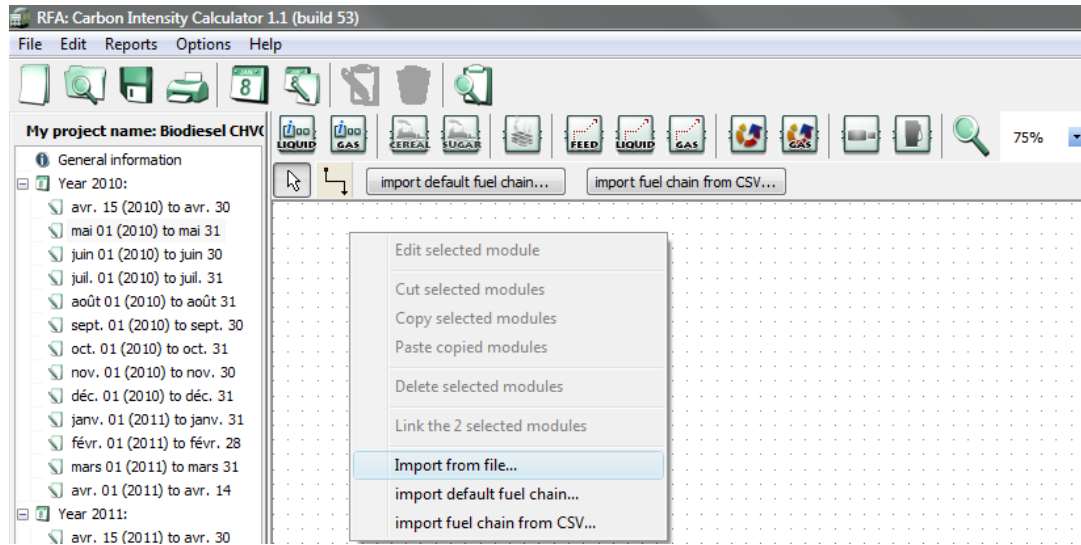 RFA: Carbon Intensity Calculator 1.1 (build 53)
File Edit Reports Options Help
JAN
8
8
My project name: Biodiesel CHVO
General information
Year 2010:
avr. 15 (2010) to avr. 30
mai 01 (2010) to mai 31
juin 01 (2010) to juin 30
juil. 01 (2010) to juil. 31
août 01 (2010) to août 31
sept. 01 (2010) to sept. 30
oct. 01 (2010) to oct. 31
nov. 01 (2010) to nov. 30
déc. 01 (2010) to déc. 31
janv. 01 (2011) to janv. 31
févr. 01 (2011) to févr. 28
mars 01 (2011) to mars 31
avr. 01 (2011) to avr. 14
Year 2011:
avr. 15 (2011) to avr. 30
LIQUID GAS CEREAL SUGAR FEED LIQUID GAS GAS 75%
import default fuel chain... import fuel chain from CSV...
Edit selected module
Cut selected modules
Copy selected modules
Paste copied modules
Delete selected modules
Link the 2 selected modules
Import from file...
import default fuel chain...
import fuel chain from CSV...